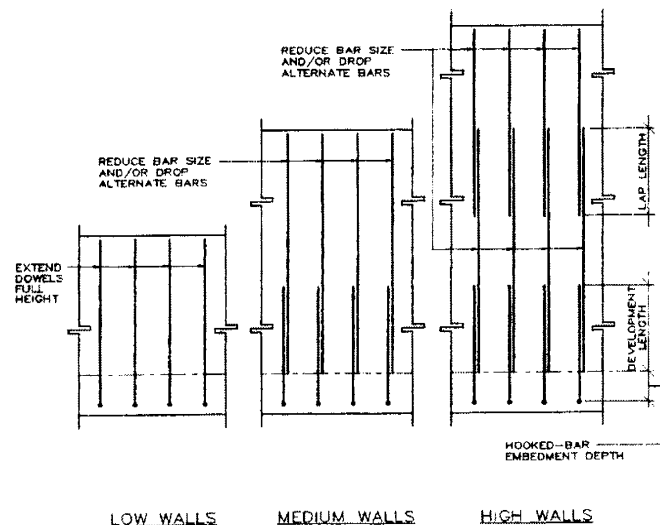 REDUCE BAR SIZE
AND/OR DROP
ALTERNATE BARS
REDUCE BAR SIZE
AND/OR DROP
ALTERNATE BARS
EXTEND
DOWELS
FULL
HEIGHT
LAP LENGTH
DEVELOPMENT
LENGTH
HOOKED-BAR
EMBEDMENT DEPTH
LOW WALLS
MEDIUM WALLS
HIGH WALLS